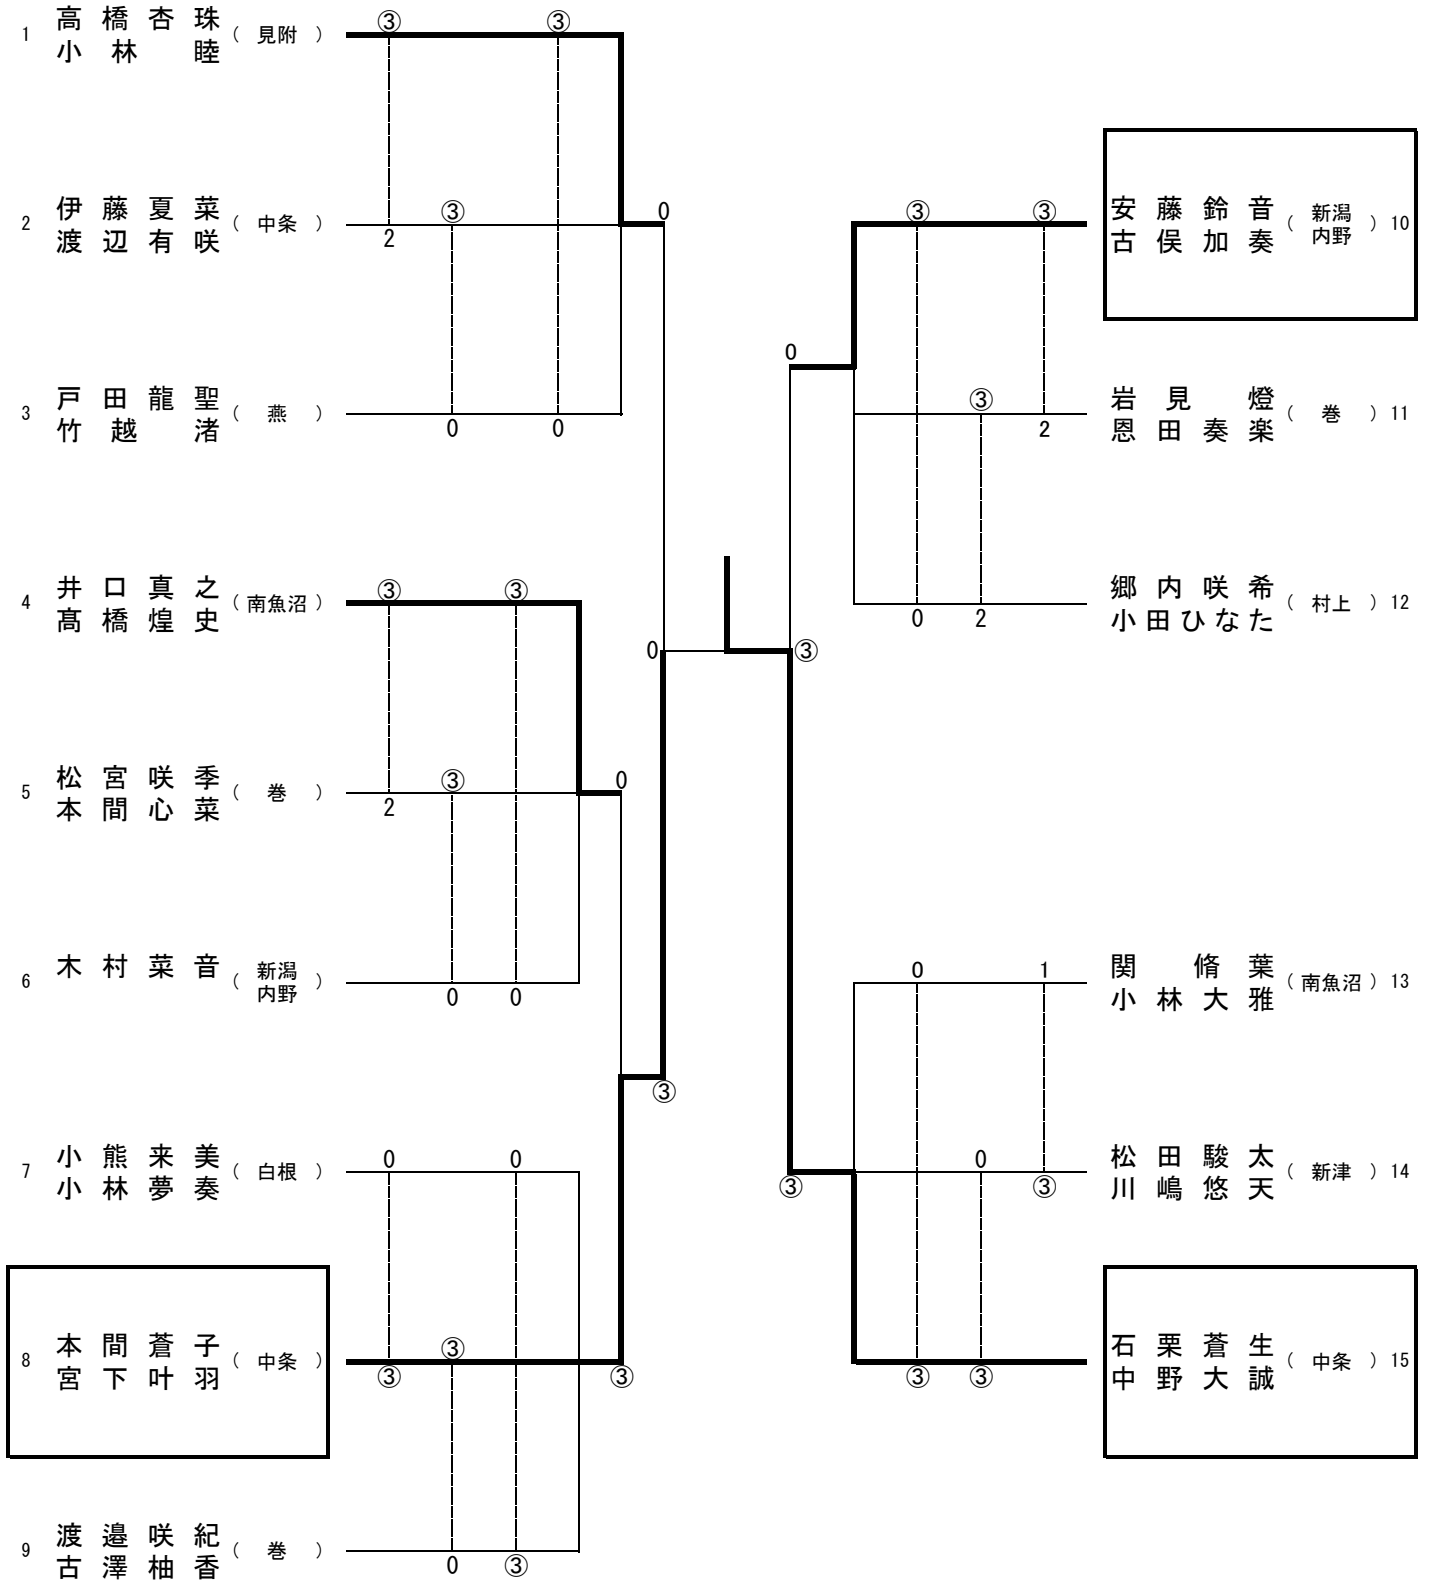 1 高橋杏珠 小林睦 (見附)
③ ③
2 伊藤夏菜 渡辺有咲 (中条)
2 ③ 0
3 戸田龍聖 竹越渚 (燕)
0 0
4 井口真之 髙橋煌史 (南魚沼)
③ ③
5 松宮咲季 本間心菜 (巻)
2 ③ 0
6 木村菜音 (新潟内野)
0 0
7 小熊来美 小林夢奏 (白根)
0 0
8 本間蒼子 宮下叶羽 (中条)
③ ③ ③
9 渡邉咲紀 古澤柚香 (巻)
0 ③
③
0 ③
0
③
安藤鈴音 古俣加奏 (新潟内野) 10
③ ③
岩見燈 恩田奏楽 (巻) 11
③ 2
郷内咲希 小田ひなた (村上) 12
0 2
関脩葉 小林大雅 (南魚沼) 13
0 1
松田駿太 川嶋悠天 (新津) 14
0 ③
石栗蒼生 中野大誠 (中条) 15
③ ③